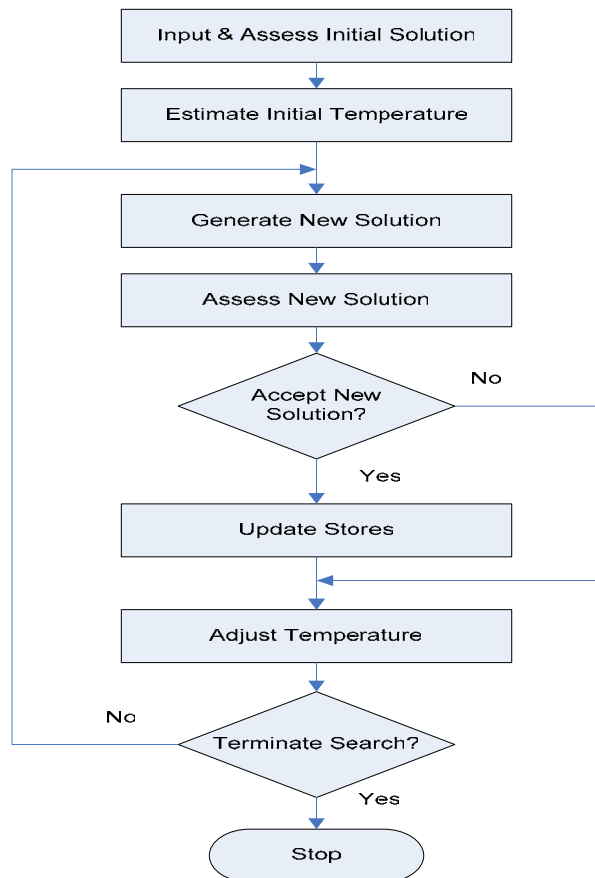 Input & Assess Initial Solution
Estimate Initial Temperature
Generate New Solution
Assess New Solution
Accept New
Solution?
No
Yes
Update Stores
Adjust Temperature
Terminate Search?
No
Yes
Stop